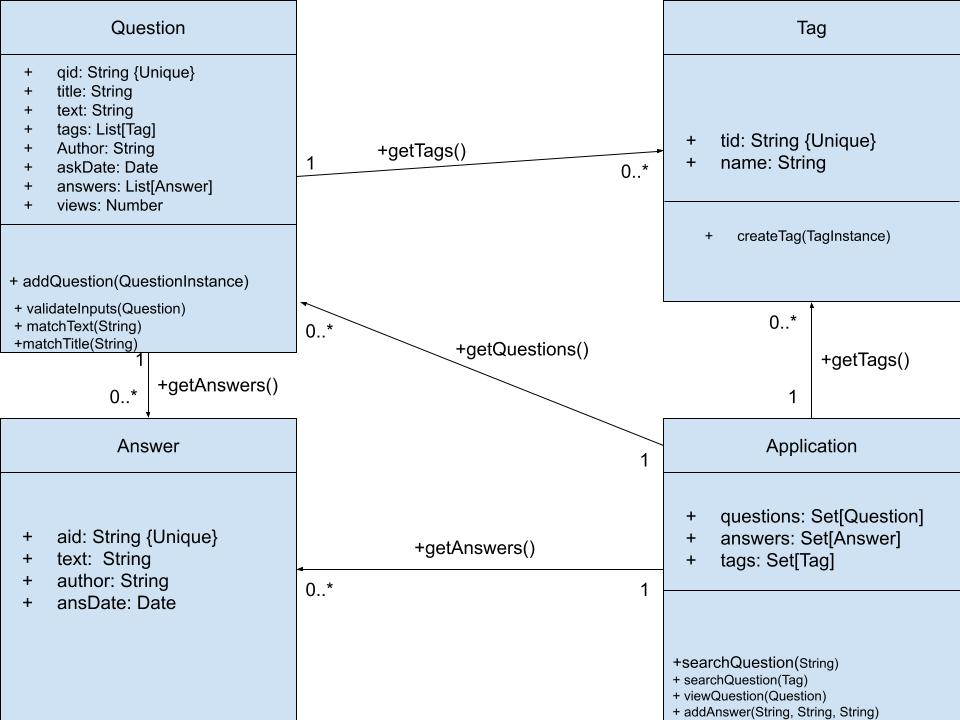 Question
+ qid: String {Unique}
+ title: String
+ text: String
+ tags: List[Tag]
+ Author: String
+ askDate: Date
+ answers: List[Answer]
+ views: Number
+ addQuestion(QuestionInstance)
+ validateInputs(Question)
+ matchText(String)
+matchTitle(String)
1
+getTags()
0..*
Tag
+ tid: String {Unique}
+ name: String
+ createTag(TagInstance)
0..*
+getQuestions()
1
0..*
+getTags()
1
1
0..*
+getAnswers()
Answer
+ aid: String {Unique}
+ text:  String
+ author: String
+ ansDate: Date
+getAnswers()
0..*
1
Application
+ questions: Set[Question]
+ answers: Set[Answer]
+ tags: Set[Tag]
+searchQuestion(String)
+ searchQuestion(Tag)
+ viewQuestion(Question)
+ addAnswer(String, String, String)